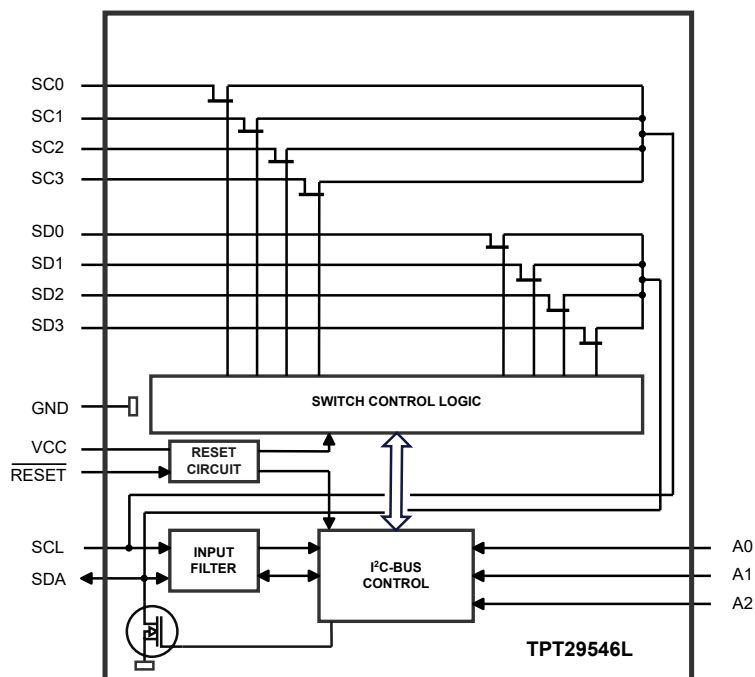 SC0
SC1
SC2
SC3
SD0
SD1
SD2
SD3
SWITCH CONTROL LOGIC
GND
VCC
RESET
RESET
CIRCUIT
SCL
SDA
INPUT
FILTER
I²C-BUS
CONTROL
A0
A1
A2
TPT29546L